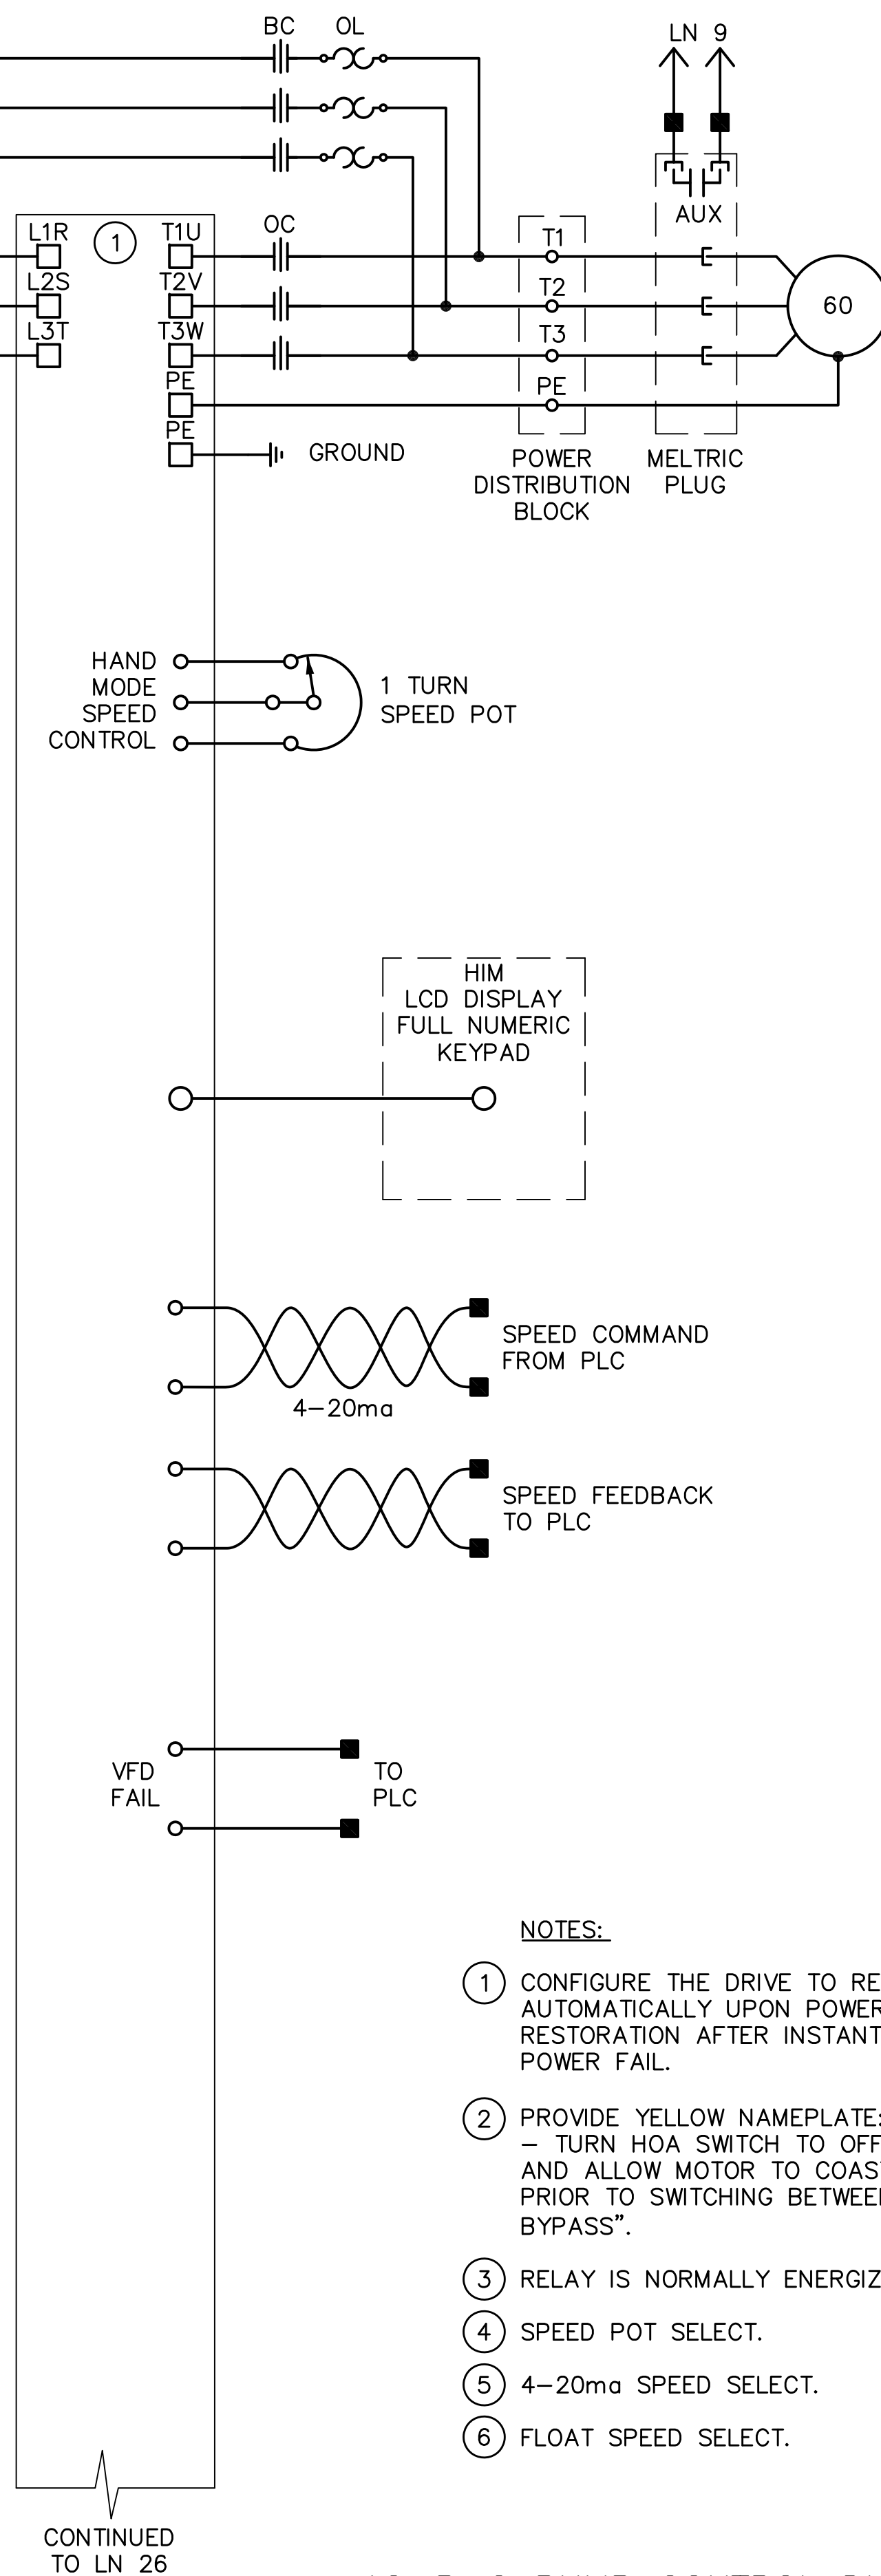 BC OL
LN 9
AUX
L1R 1 T1U OC
L2S T2V
L3T T3W
PE
PE
T1
T2
T3
PE
60
GROUND
POWER
DISTRIBUTION
BLOCK
MELTRIC
PLUG
HAND
MODE
SPEED
CONTROL
1 TURN
SPEED POT
HIM
LCD DISPLAY
FULL NUMERIC
KEYPAD
SPEED COMMAND
FROM PLC
4-20ma
SPEED FEEDBACK
TO PLC
VFD
FAIL
TO
PLC
NOTES:
1 CONFIGURE THE DRIVE TO RE
AUTOMATICALLY UPON POWER
RESTORATION AFTER INSTANT
POWER FAIL.
2 PROVIDE YELLOW NAMEPLATE:
- TURN HOA SWITCH TO OFF
AND ALLOW MOTOR TO COAS
PRIOR TO SWITCHING BETWEE
BYPASS”.
3 RELAY IS NORMALLY ENERGIZ
4 SPEED POT SELECT.
5 4-20ma SPEED SELECT.
6 FLOAT SPEED SELECT.
CONTINUED
TO LN 26